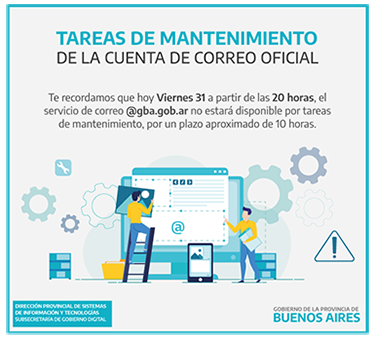 TAREAS DE MANTENIMIENTO
DE LA CUENTA DE CORREO OFICIAL
Te recordamos que hoy Viernes 31 a partir de las 20 horas, el
servicio de correo @gba.gob.ar no estará disponible por tareas
de mantenimiento, por un plazo aproximado de 10 horas.
@
DIRECCIÓN PROVINCIAL DE SISTEMAS
DE INFORMACIÓN Y TECNOLOGÍAS
SUBSECRETARÍA DE GOBIERNO DIGITAL
GOBIERNO DE LA PROVINCIA DE
BUENOS AIRES